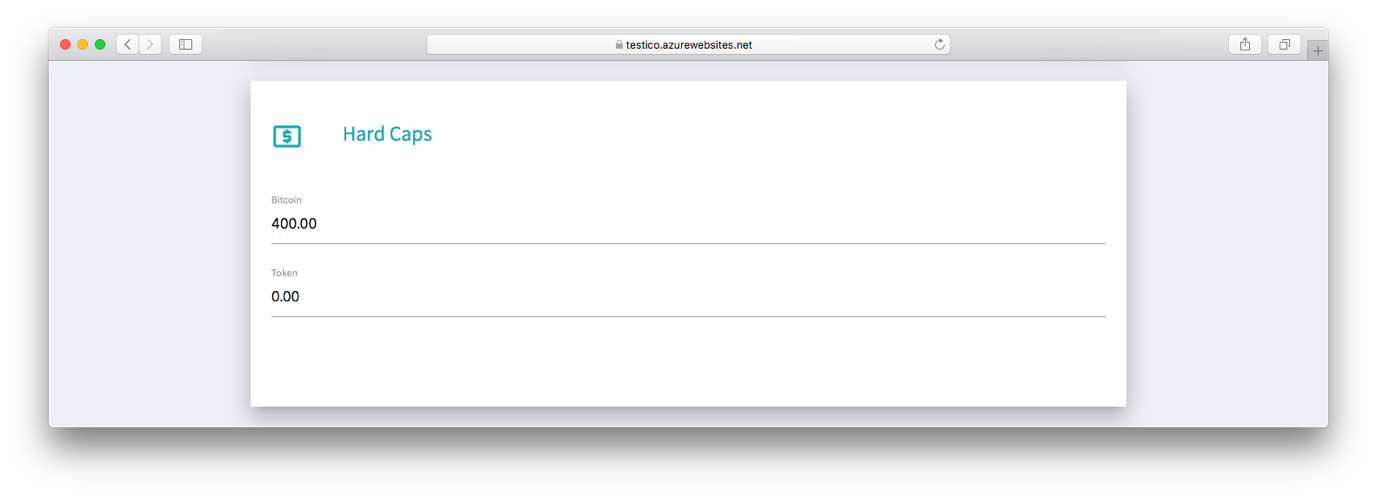 testico.azurewebsites.net
$ Hard Caps
Bitcoin
400.00
Token
0.00